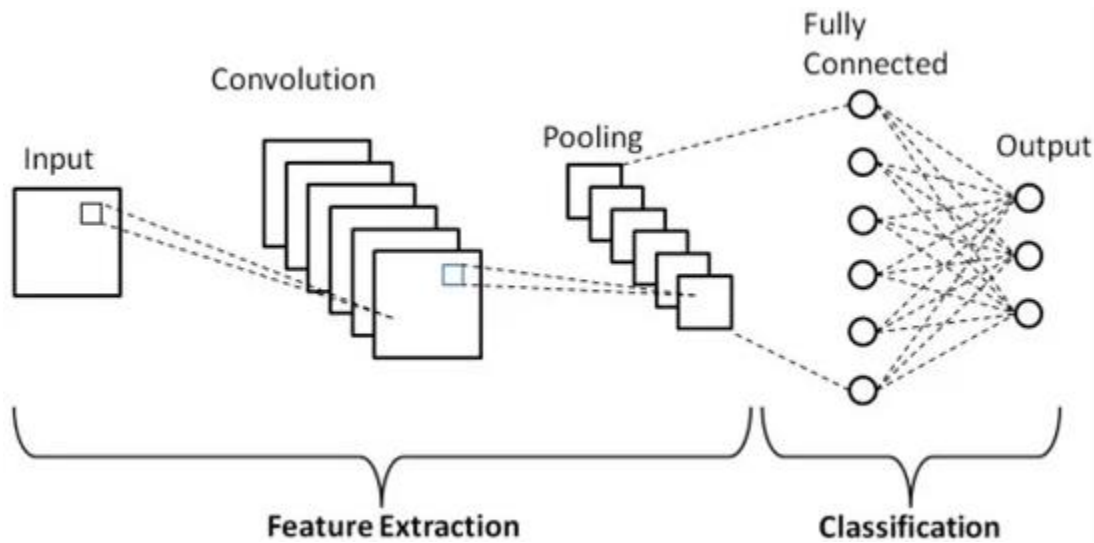 Input
Convolution
Pooling
Fully
Connected
Output
Feature Extraction
Classification